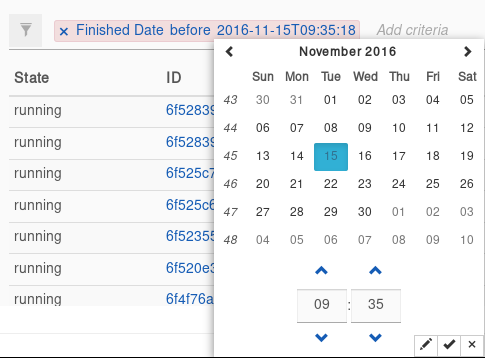 × Finished Date before 2016-11-15T09:35:18 Add criteria
State ID
running 6f52839
running 6f52839
running 6f525c7
running 6f525c6
running 6f52355
running 6f520e3
running 6f4f76a
November 2016
Sun Mon Tue Wed Thu Fri Sat
43 30 31 01 02 03 04 05
44 06 07 08 09 10 11 12
45 13 14 15 16 17 18 19
46 20 21 22 23 24 25 26
47 27 28 29 30 01 02 03
48 04 05 06 07 08 09 10
09 : 35